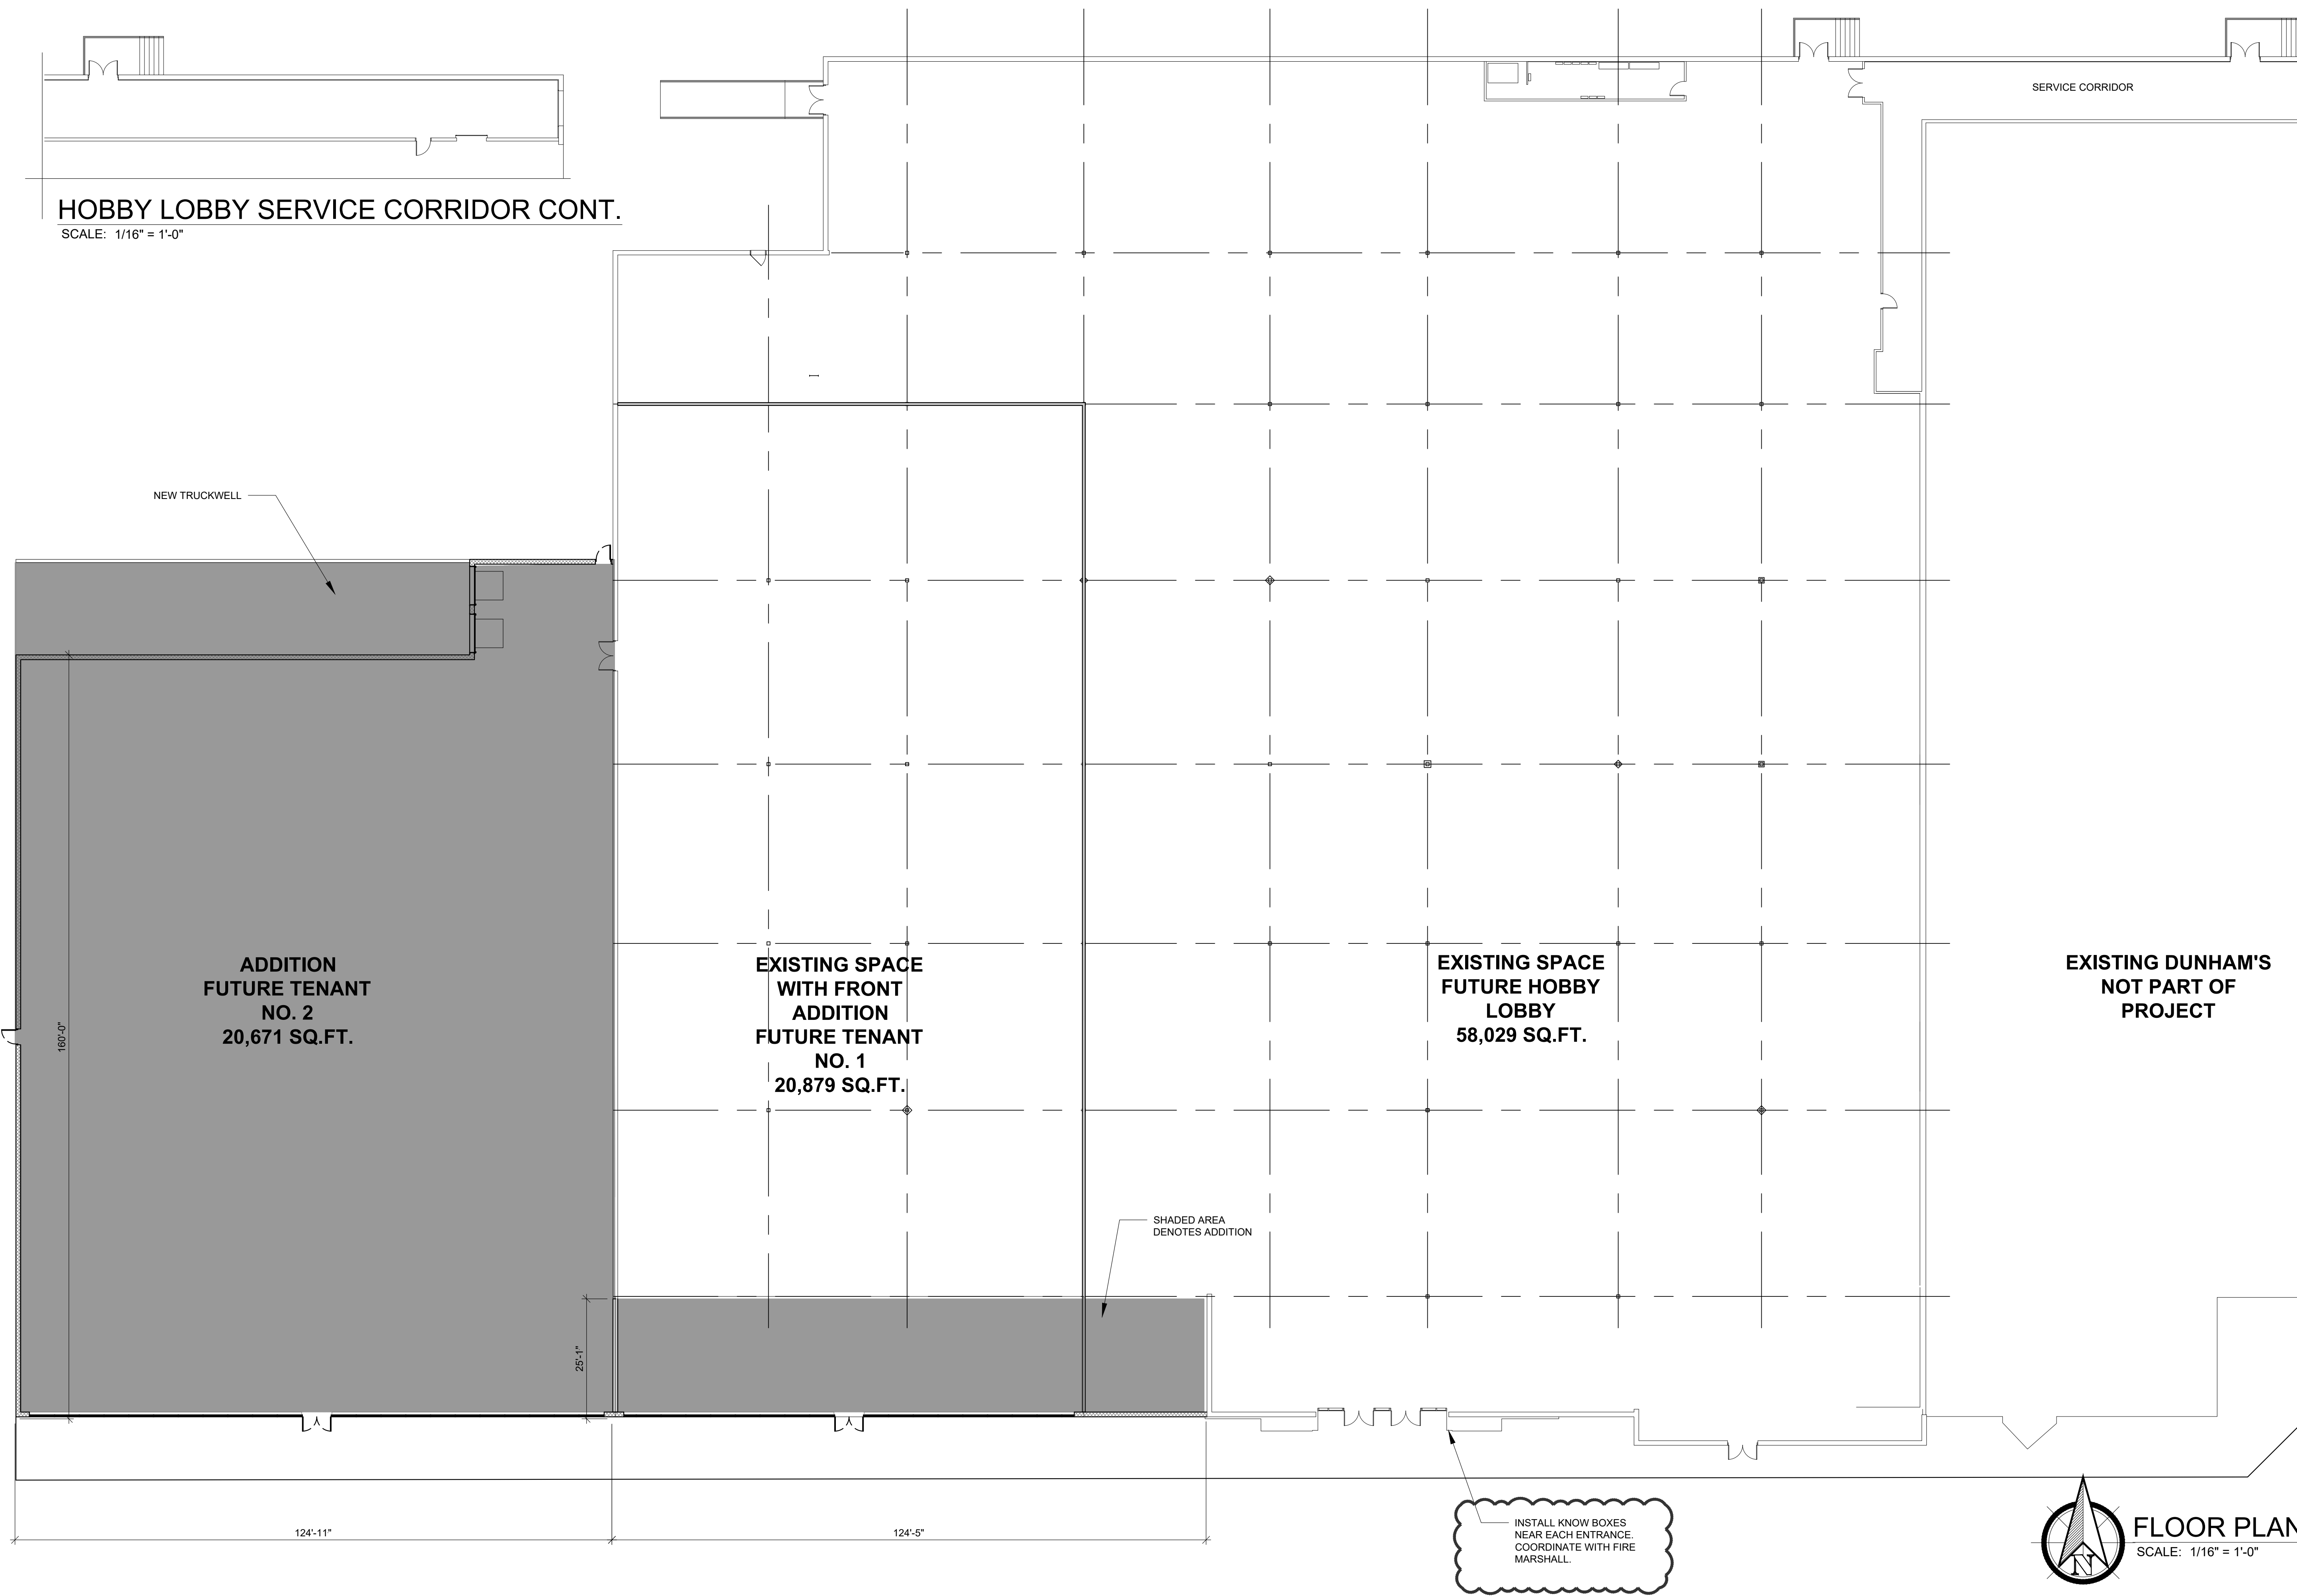 SERVICE CORRIDOR
HOBBY LOBBY SERVICE CORRIDOR CONT.
SCALE: 1/16" = 1'-0"
NEW TRUCKWELL
ADDITION
FUTURE TENANT
NO. 2
20,671 SQ.FT.
160'-0"
EXISTING SPACE
WITH FRONT
ADDITION
FUTURE TENANT
NO. 1
20,879 SQ.FT.
EXISTING SPACE
FUTURE HOBBY
LOBBY
58,029 SQ.FT.
EXISTING DUNHAM'S
NOT PART OF
PROJECT
SHADED AREA
DENOTES ADDITION
25'-1"
124'-11"
124'-5"
INSTALL KNOW BOXES
NEAR EACH ENTRANCE.
COORDINATE WITH FIRE
MARSHALL.
N
FLOOR PLAN
SCALE: 1/16" = 1'-0"